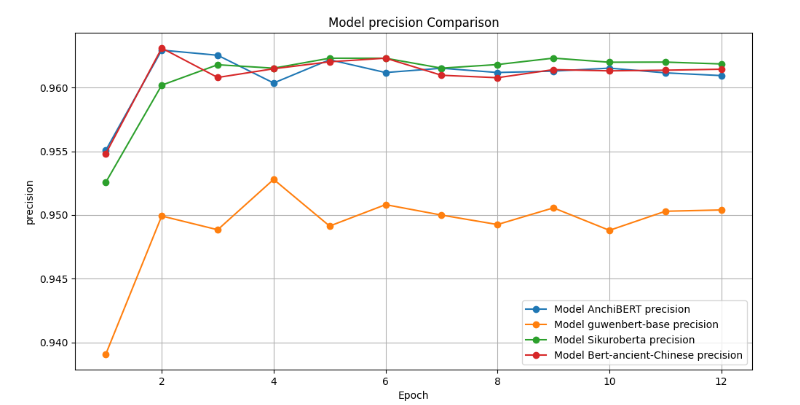 Model precision Comparison
0.960
0.955
0.950
0.945
0.940
precision
2 4 6 8 10 12
Epoch
Model AnchiBERT precision
Model guwenbert-base precision
Model Sikuroberta precision
Model Bert-ancient-Chinese precision